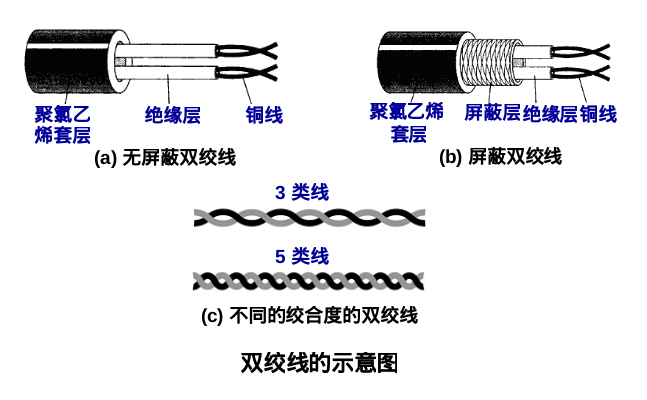 聚氯乙
烯套层
绝缘层
铜线
(a) 无屏蔽双绞线
聚氯乙烯
套层
屏蔽层
绝缘层
铜线
(b) 屏蔽双绞线
3 类线
5 类线
(c) 不同的绞合度的双绞线
双绞线的示意图